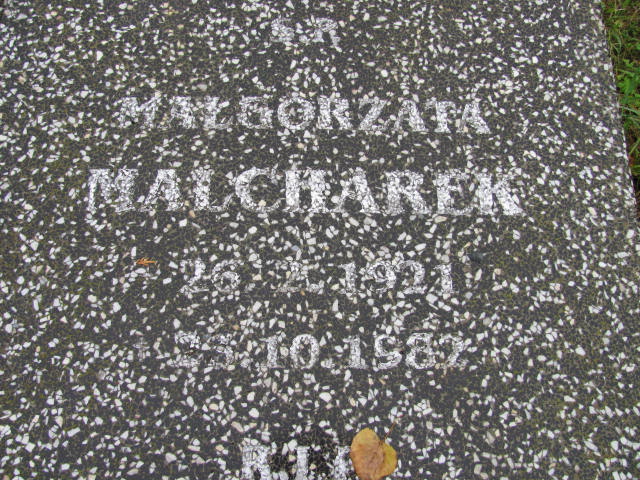 Ś.P.
MAŁGORZATA
MALCHAREK
26.2.1921
† 23.10.1982
R.I.P.